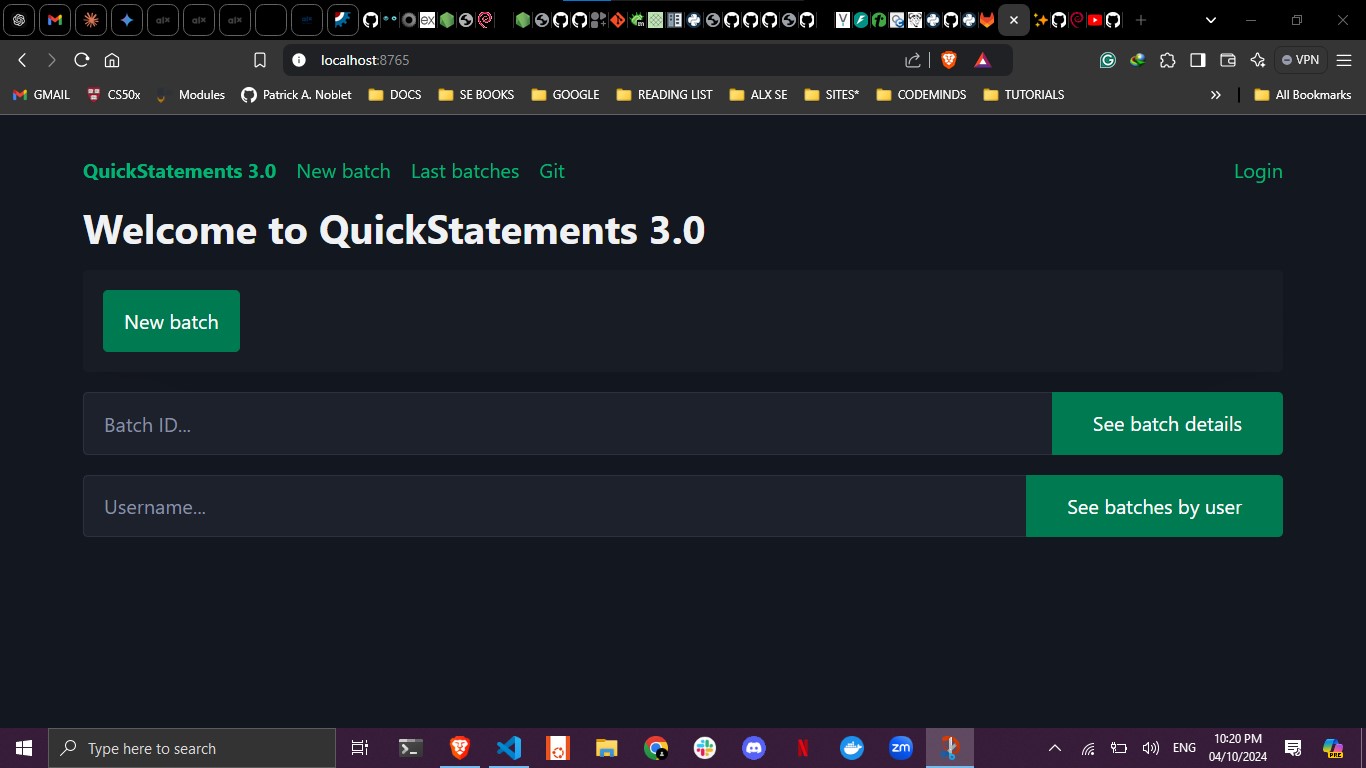 localhost:8765
VPN
GMAIL
CS50x
Modules
Patrick A. Noblet
DOCS
SE BOOKS
GOOGLE
READING LIST
ALX SE
SITES*
CODEMINDS
TUTORIALS
All Bookmarks
QuickStatements 3.0
New batch
Last batches
Git
Login
Welcome to QuickStatements 3.0
New batch
Batch ID...
See batch details
Username...
See batches by user
Type here to search
zm
ENG
10:20 PM
04/10/2024
PRE